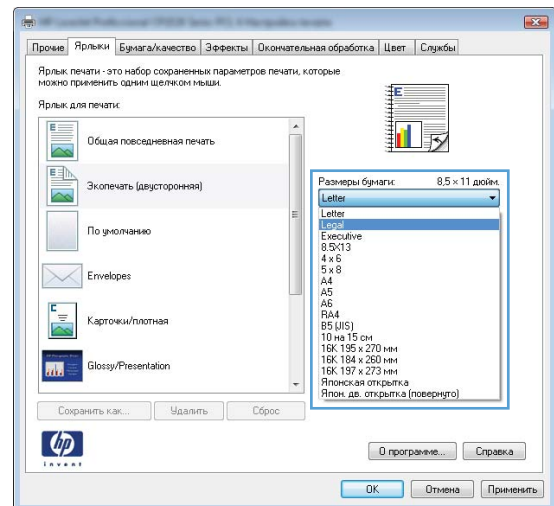 Прочие Ярлыки Бумага/качество Эффекты Окончательная обработка Цвет Службы
Ярлык печати - это набор сохраненных параметров печати, которые
можно применить одним щелчком мыши.
Ярлык для печати:
Общая повседневная печать
Экопечать (двусторонняя)
По умолчанию
Envelopes
Карточки/плотная
Glossy/Presentation
Сохранить как... Удалить Сброс
E
Размеры бумаги: 8,5 × 11 дюйм.
Letter
Letter
Legal
Executive
8.5X13
4 x 6
5 x 8
A4
A5
A6
RA4
B5 (JIS)
10 на 15 см
16K 195 x 270 мм
16K 184 x 260 мм
16K 197 x 273 мм
Японская открытка
Япон. дв. открытка (повернуто)
hp
invent
О программе... Справка
OK Отмена Применить